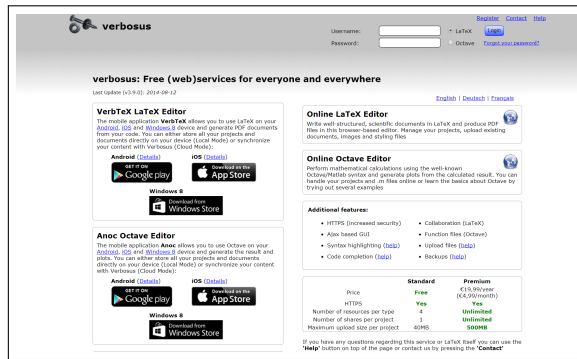 verbosus
Register Contact Help
Username:
LaTeX
Login
Password:
Octave
Forgot your password?
verbosus: Free (web)services for everyone and everywhere
Last Update (v3.9.0): 2014-08-12
English | Deutsch | Français
VerbTeX LaTeX Editor
The mobile application VerbTeX allows you to use LaTeX on your
Android, iOS and Windows 8 device and generate PDF documents
from your code. You can either store all your projects and
documents directly on your device (Local Mode) or synchronize
your content with Verbosus (Cloud Mode):
Android (Details)
iOS (Details)
GET IT ON
Google play
Download on the
App Store
Windows 8
Download from
Windows Store
Anoc Octave Editor
The mobile application Anoc allows you to use Octave on your
Android, iOS and Windows 8 device and generate the result and
plots. You can either store all your projects and documents
directly on your device (Local Mode) or synchronize your content
with Verbosus (Cloud Mode):
Android (Details)
iOS (Details)
GET IT ON
Google play
Download on the
App Store
Windows 8
Download from
Windows Store
Online LaTeX Editor
Write well-structured, scientific documents in LaTeX and produce PDF
files in this browser-based editor. Manage your projects, upload existing
documents, images and styling files
Online Octave Editor
Perform mathematical calculations using the well-known
Octave/Matlab syntax and generate plots from the calculated result. You can
handle your projects and .m files online or learn the basics about Octave by
trying out several examples
Additional features:
HTTPS (increased security)
Ajax based GUI
Syntax highlighting (help)
Code completion (help)
Collaboration (LaTeX)
Function files (Octave)
Upload files (help)
Backups (help)
Standard Premium
Price Free €19,99/year
(€4,99/month)
HTTPS Yes Yes
Number of resources per type 4 Unlimited
Number of shares per project 1 Unlimited
Maximum upload size per project 40MB 500MB
If you have any questions regarding this service or LaTeX itself you can use the
'Help' button on top of the page or contact us by pressing the 'Contact'